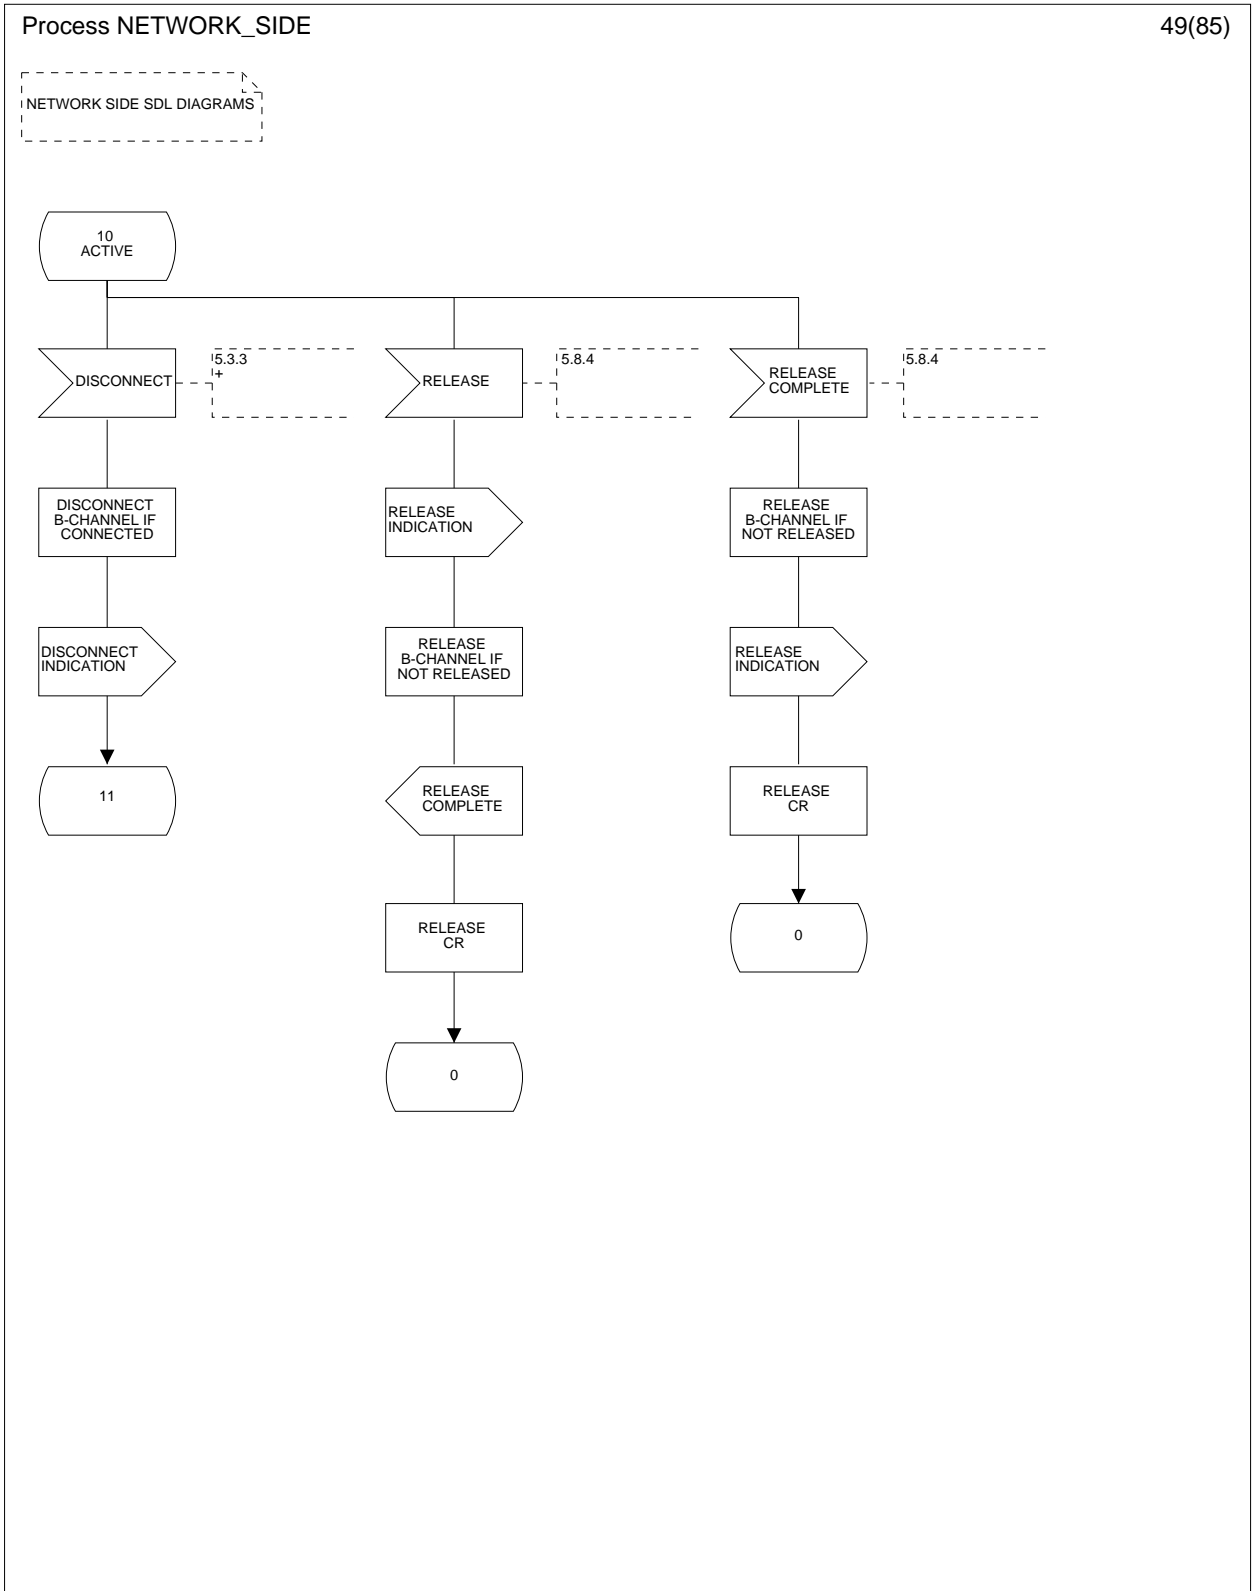 Process NETWORK_SIDE
49(85)
NETWORK SIDE SDL DIAGRAMS
10
ACTIVE
DISCONNECT
5.3.3
+
RELEASE
5.8.4
RELEASE
COMPLETE
5.8.4
DISCONNECT
B-CHANNEL IF
CONNECTED
RELEASE
INDICATION
RELEASE
B-CHANNEL IF
NOT RELEASED
DISCONNECT
INDICATION
RELEASE
B-CHANNEL IF
NOT RELEASED
RELEASE
INDICATION
11
RELEASE
COMPLETE
RELEASE
CR
RELEASE
CR
0
0